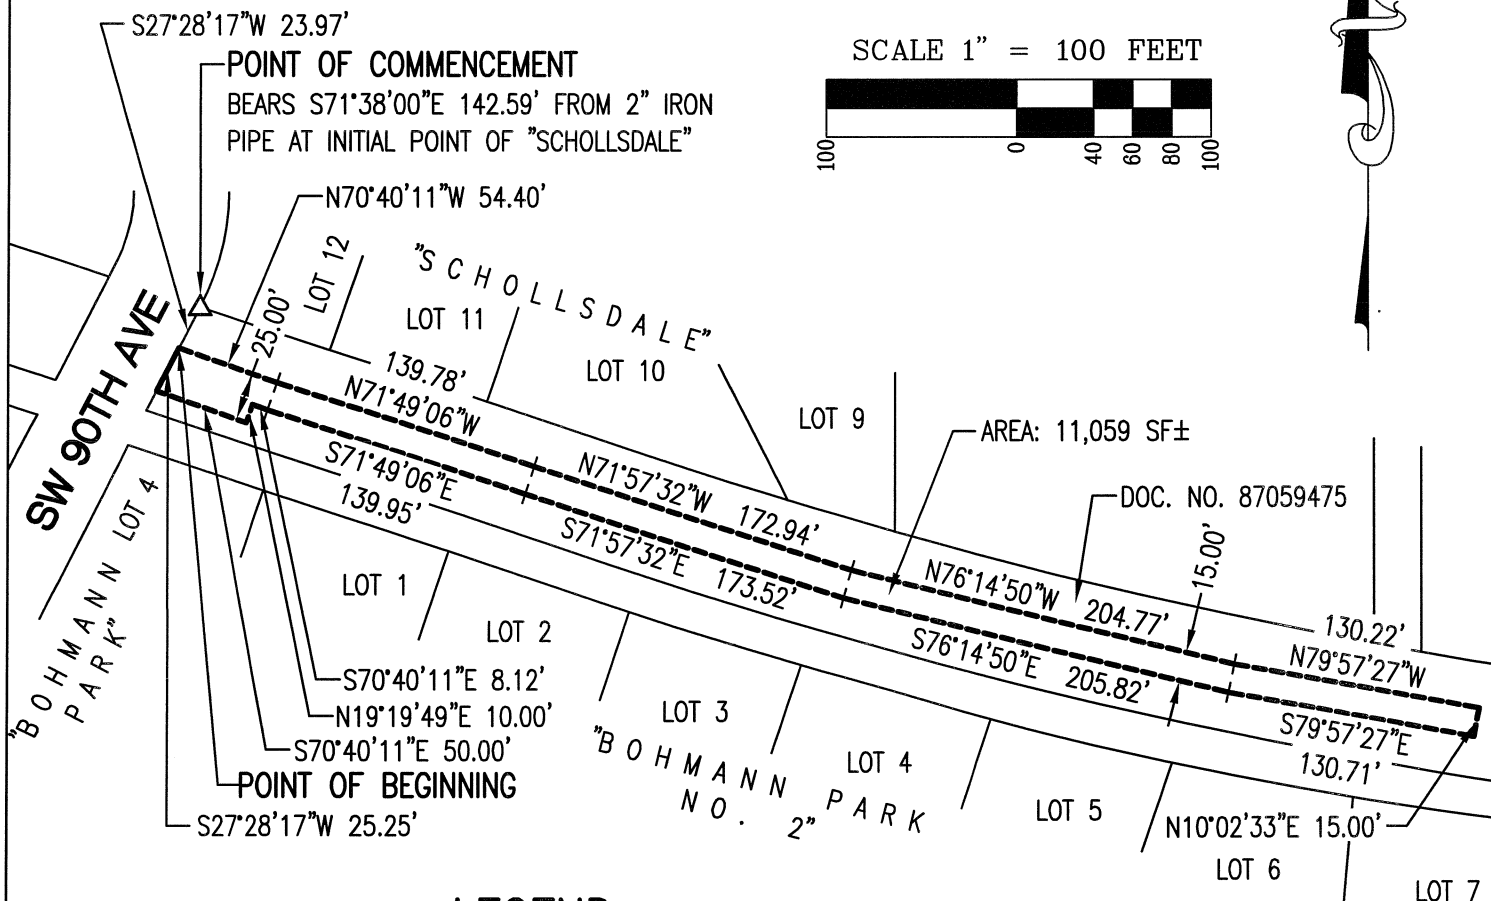 S27°28'17"W 23.97'
POINT OF COMMENCEMENT
BEARS S71°38'00"E 142.59' FROM 2" IRON
PIPE AT INITIAL POINT OF "SCHOLLSDALE"
SCALE 1" = 100 FEET
100 0 40 60 80 100
N70°40'11"W 54.40'
25.00'
LOT 12
"SCHOLLSDALE"
LOT 11
LOT 10
LOT 9
SW 90TH AVE
139.78'
N71°49'06"W
S71°49'06"E
139.95'
N71°57'32"W 172.94'
S71°57'32"E 173.52'
AREA: 11,059 SF±
DOC. NO. 87059475
15.00'
N76°14'50"W 204.77'
S76°14'50"E 205.82'
130.22'
N79°57'27"W
S79°57'27"E
130.71'
N10°02'33"E 15.00'
LOT 4
"BOHMANN
PARK"
LOT 1
LOT 2
S70°40'11"E 8.12'
N19°19'49"E 10.00'
S70°40'11"E 50.00'
POINT OF BEGINNING
S27°28'17"W 25.25'
LOT 3
"BOHMANN PARK
NO. 2"
LOT 4
LOT 5
LOT 6
LOT 7